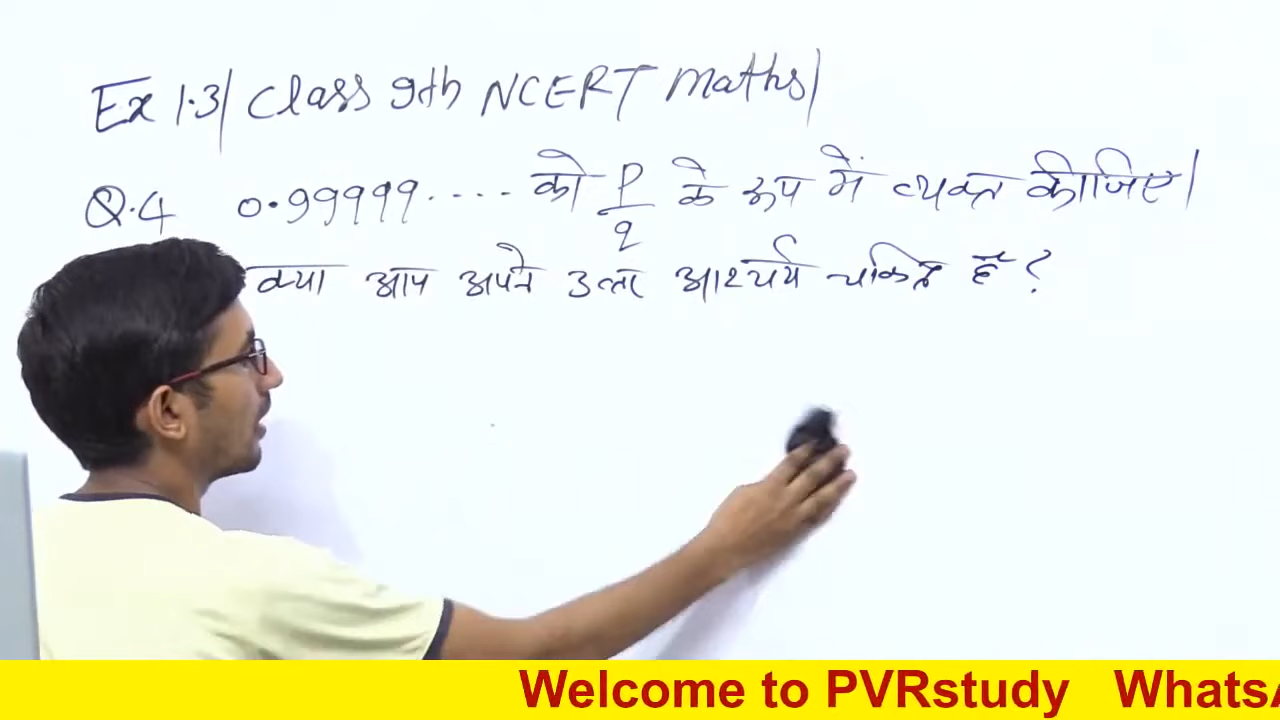 Ex 1.3| Class 9th NCERT Maths|
Q.4 0.99999.... को p/q के रूप में व्यक्त कीजिए|
क्या आप अपने उत्तर आश्चर्य चकित हैं ?
Welcome to PVRstudy WhatsA